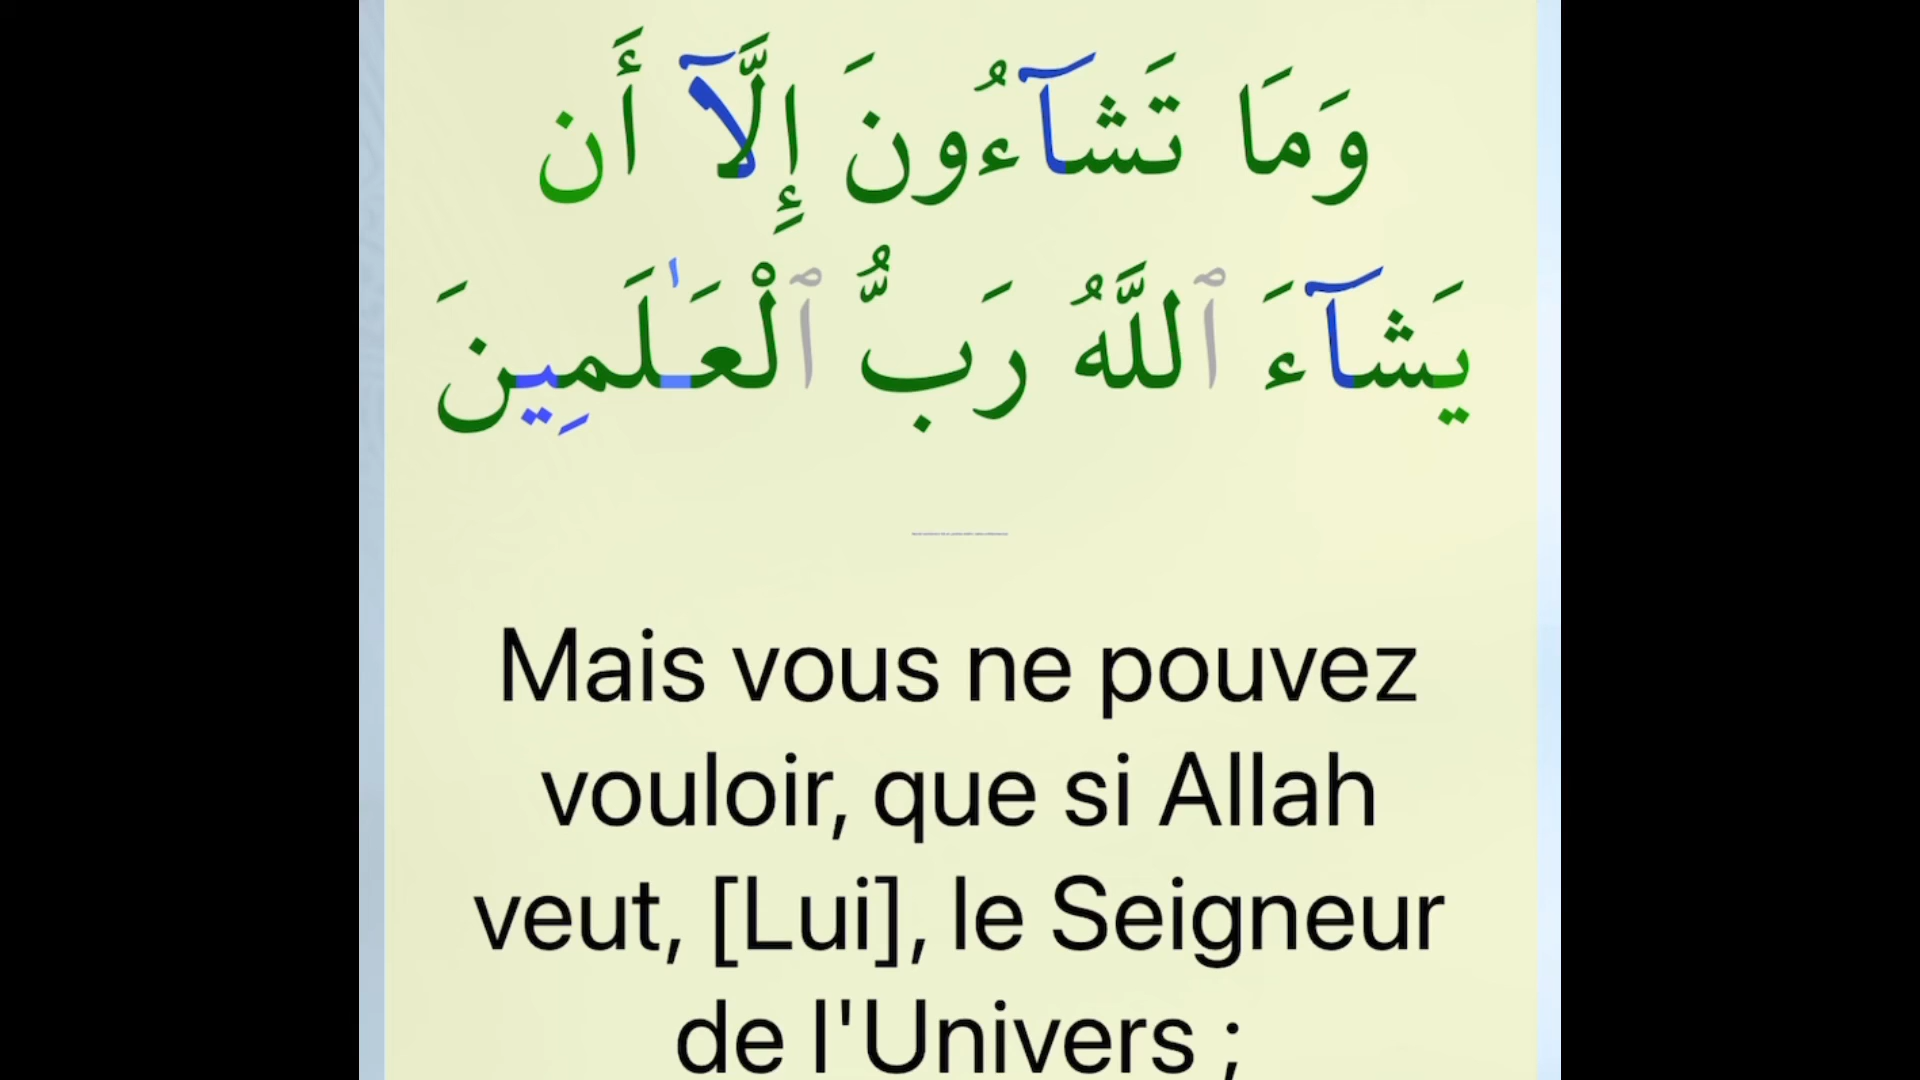 وَمَا تَشَآءُونَ إِلَّآ أَن
يَشَآءَ ٱللَّهُ رَبُّ ٱلْعَـٰلَمِينَ
Mais vous ne pouvez
vouloir, que si Allah
veut, [Lui], le Seigneur
de l'Univers ;